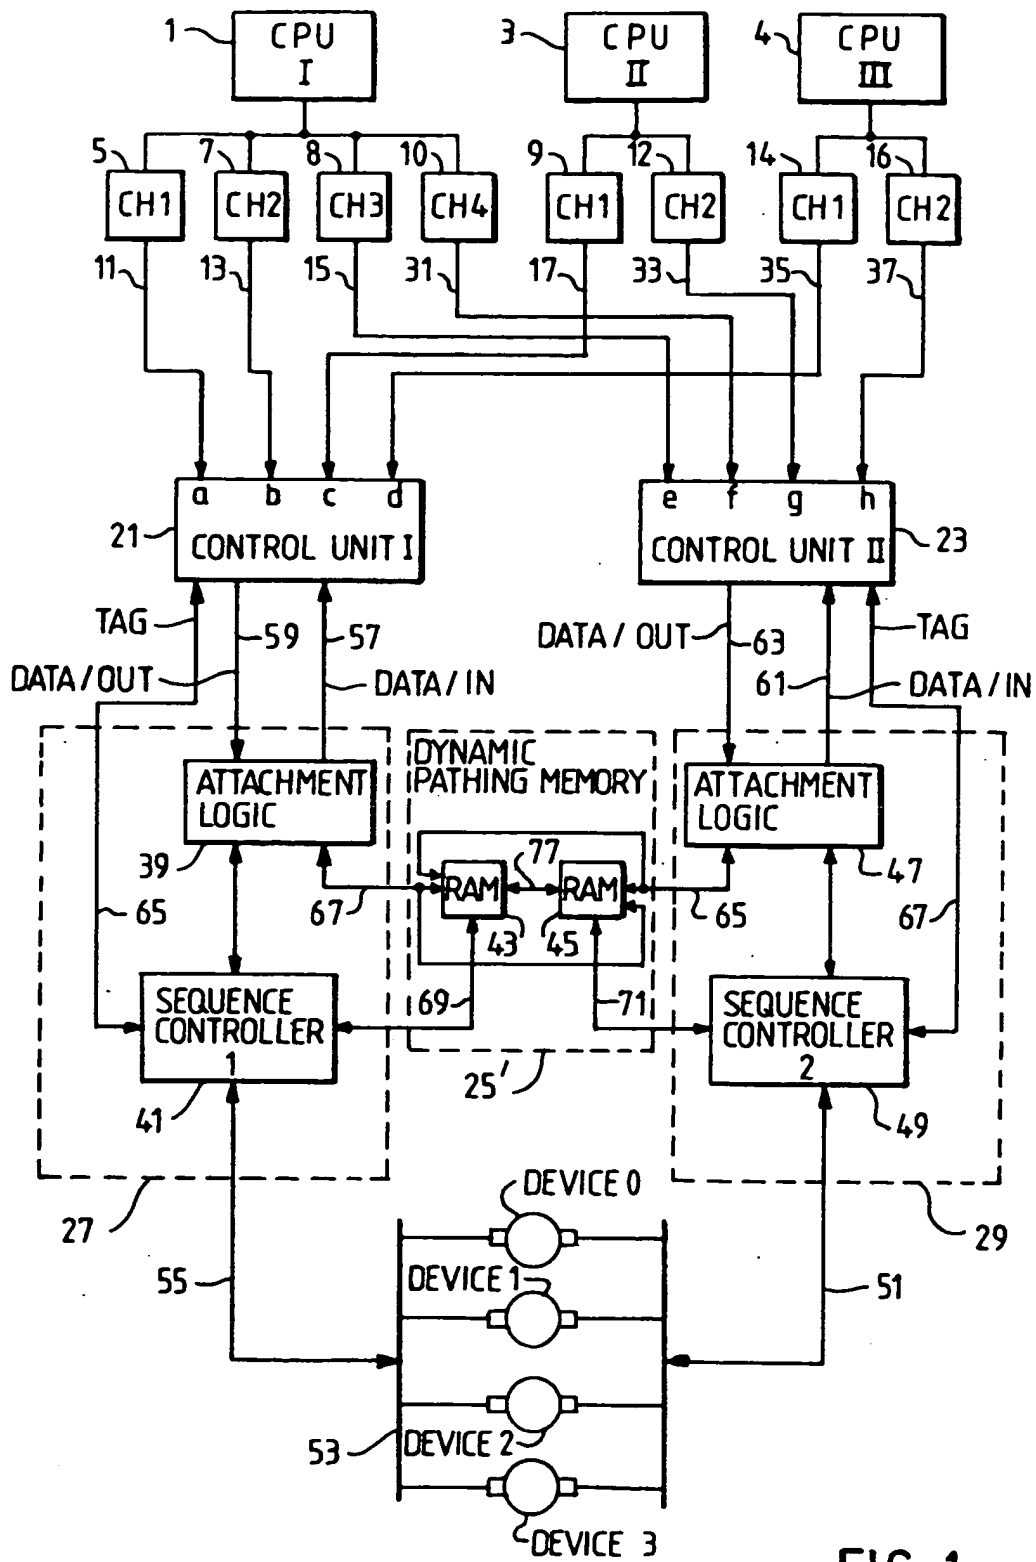 1 CPU I
3 CPU II
4 CPU III
5 7 8 10 9 12 14 16
CH1 CH2 CH3 CH4 CH1 CH2 CH1 CH2
11 13 15 31 17 33 35 37
a b c d
e f g h
21 CONTROL UNIT I
CONTROL UNIT II 23
TAG 59 57
DATA/OUT 63 TAG
DATA/OUT DATA/IN
61 DATA/IN
DYNAMIC
PATHING MEMORY
ATTACHMENT
LOGIC
ATTACHMENT
LOGIC
39 77 47
RAM RAM
65 67 43 45 65 67
69 71
SEQUENCE
CONTROLLER
1
SEQUENCE
CONTROLLER
2
25'
41 49
27 29
DEVICE 0
55 DEVICE 1 51
53 DEVICE 2
DEVICE 3